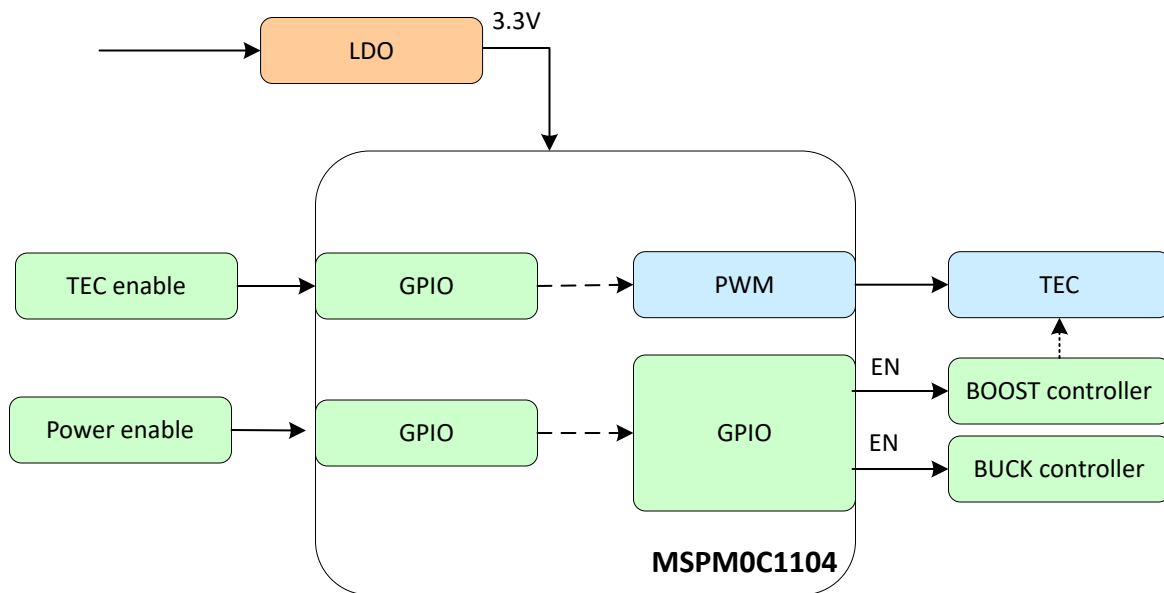 3.3V
LDO
TEC enable
GPIO
PWM
TEC
Power enable
GPIO
GPIO
EN
BOOST controller
EN
BUCK controller
MSPM0C1104